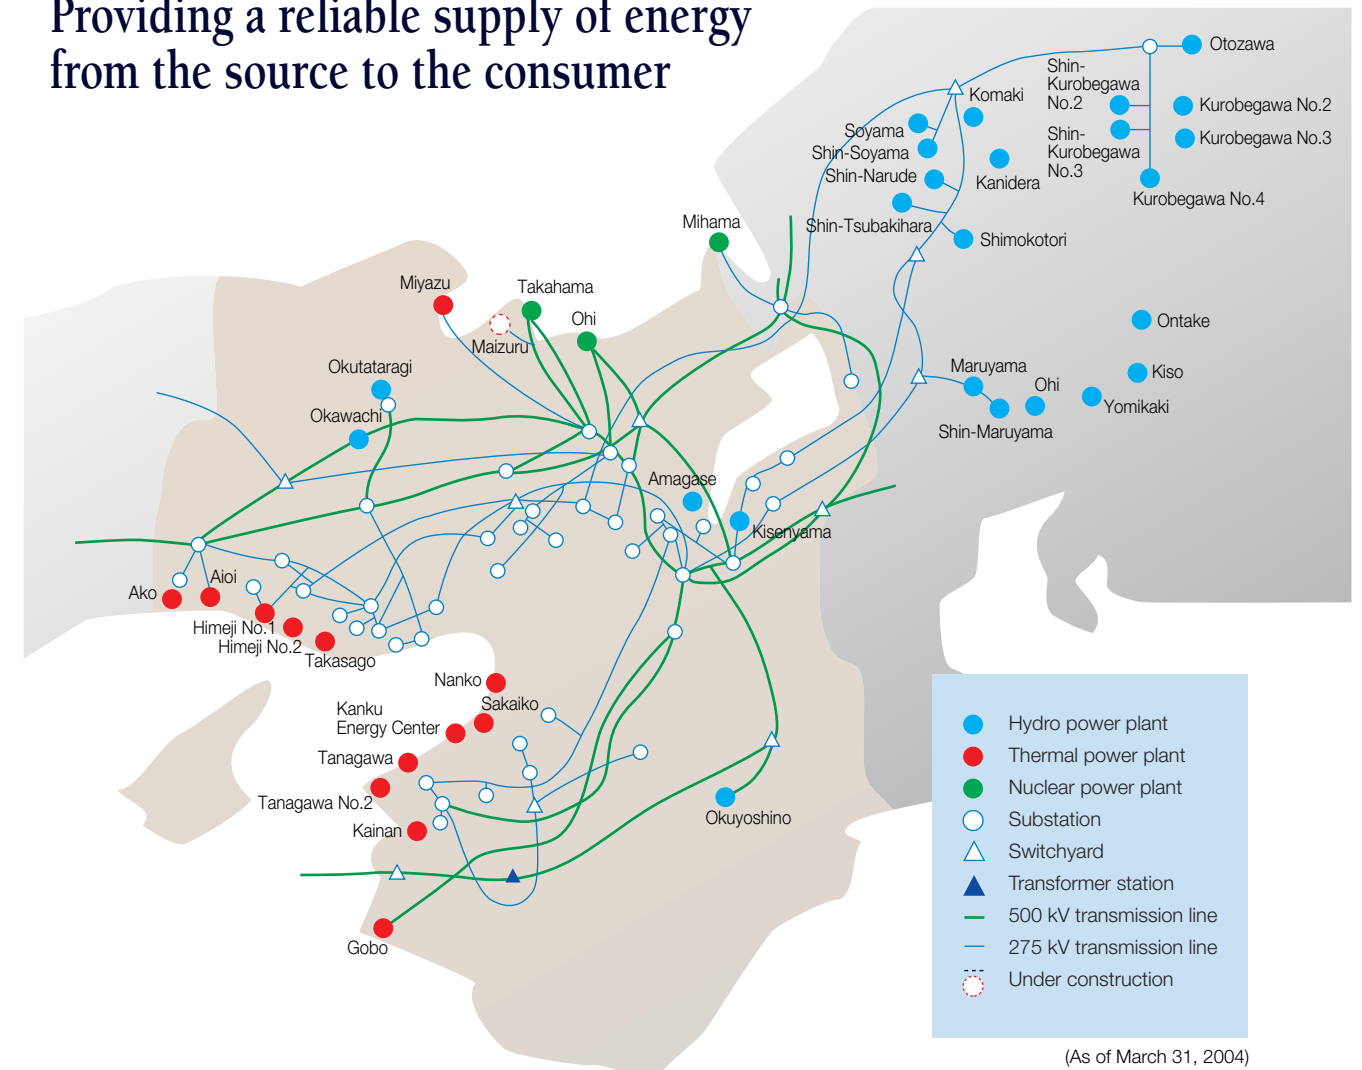 Providing a reliable supply of energy
from the source to the consumer
Otozawa
Shin-
Kurobegawa
No.2
Komaki
Kurobegawa No.2
Soyama
Shin-
Kurobegawa
No.3
Kurobegawa No.3
Shin-Soyama
Shin-Narude
Kanidera
Kurobegawa No.4
Mihama
Shin-Tsubakihara
Shimokotori
Miyazu
Takahama
Ohi
Maizuru
Ontake
Okutataragi
Maruyama
Kiso
Ohi
Okawachi
Yomikaki
Shin-Maruyama
Amagase
Kisenyama
Aioi
Ako
Himeji No.1
Himeji No.2
Takasago
Nanko
Sakaiko
Kanku
Energy Center
Tanagawa
Tanagawa No.2
Kainan
Okuyoshino
Gobo
Hydro power plant
Thermal power plant
Nuclear power plant
Substation
Switchyard
Transformer station
500 kV transmission line
275 kV transmission line
Under construction
(As of March 31, 2004)